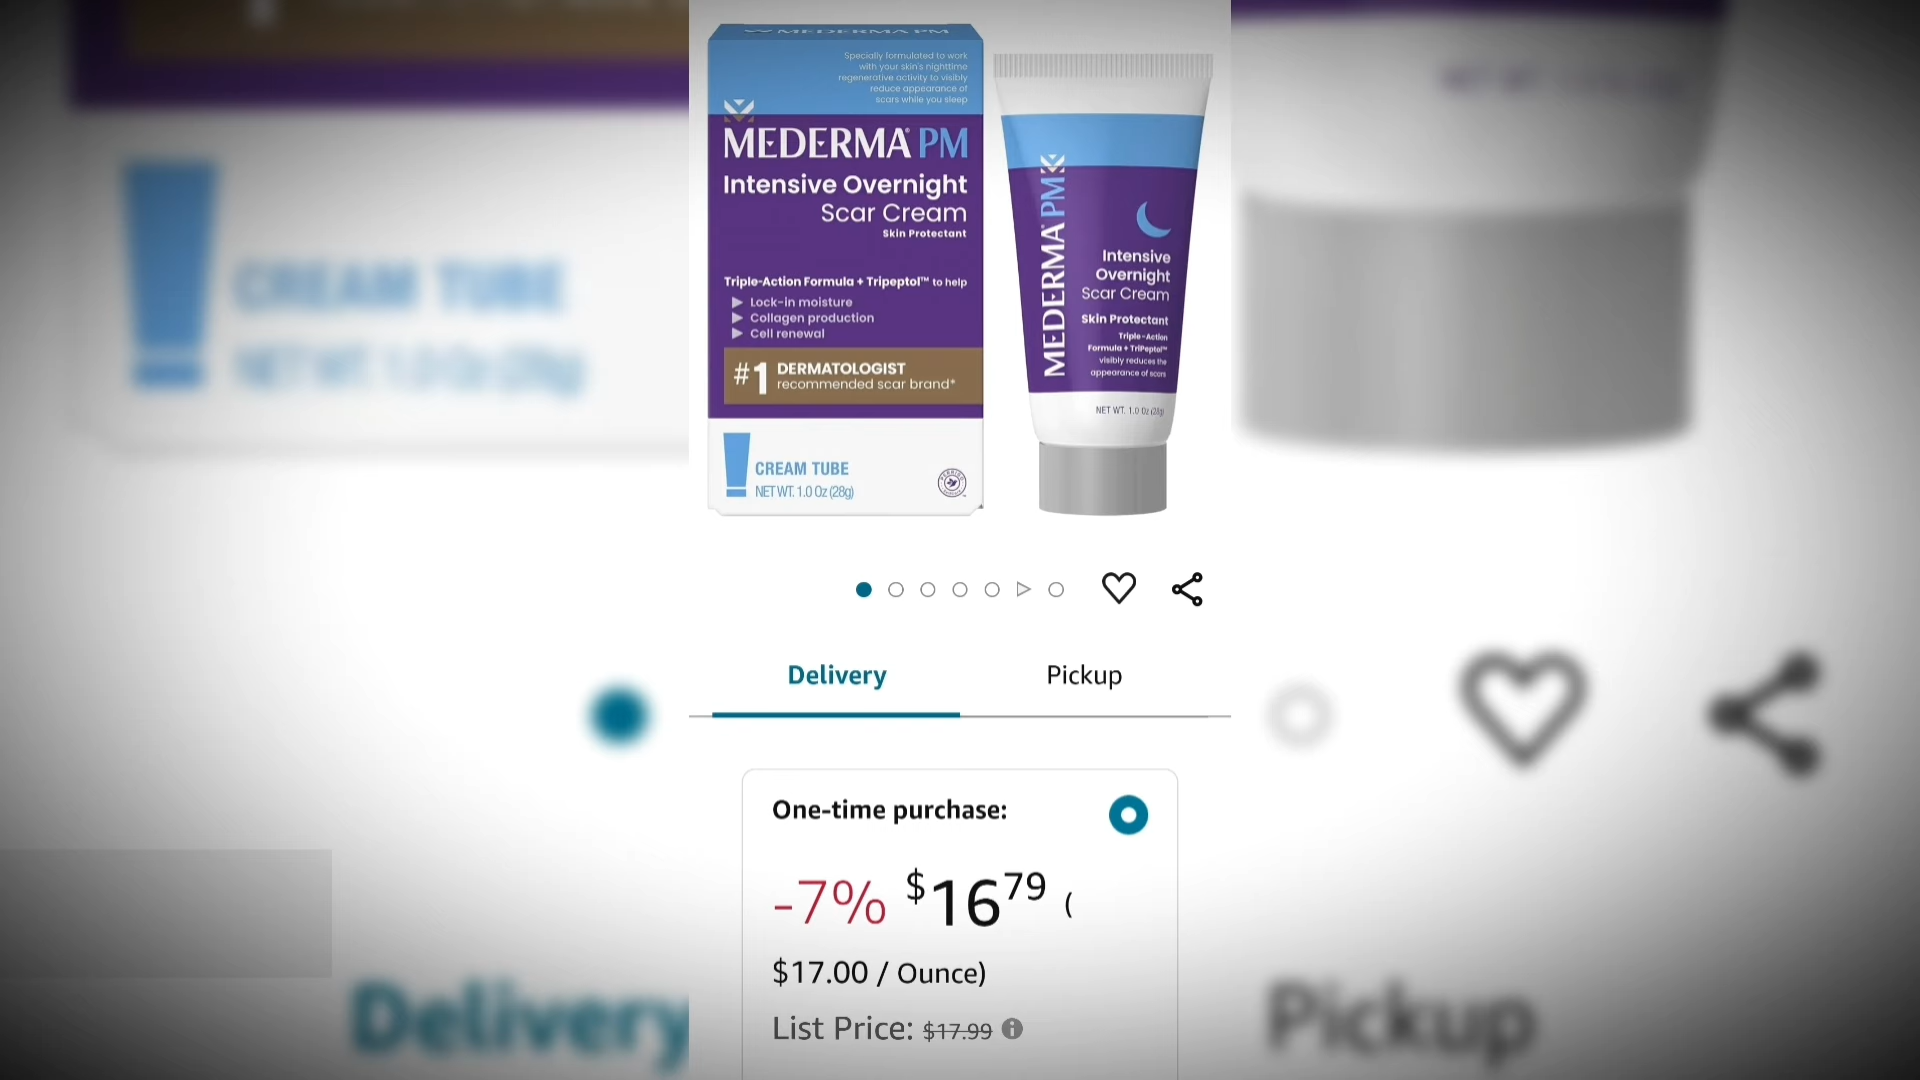 MEDERMA PM
Specially formulated to work
with your skin's nighttime
regenerative activity to visibly
reduce appearance of
scars while you sleep
MEDERMA® PM
Intensive Overnight
Scar Cream
Skin Protectant
Triple-Action Formula + Tripeptol™ to help
Lock-in moisture
Collagen production
Cell renewal
#1 DERMATOLOGIST
recommended scar brand*
CREAM TUBE
NET WT. 1.0 Oz (28g)
MEDERMA® PM
Intensive
Overnight
Scar Cream
Skin Protectant
Triple-Action
Formula + TriPeptol™
visibly reduces the
appearance of scars
NET WT. 1.0 Oz (28g)
Delivery
Pickup
One-time purchase:
-7% $16.79 (
$17.00 / Ounce)
List Price: $17.99
CREAM TUBE
NET WT. 1.0 Oz (28g)
Delivery
Pickup